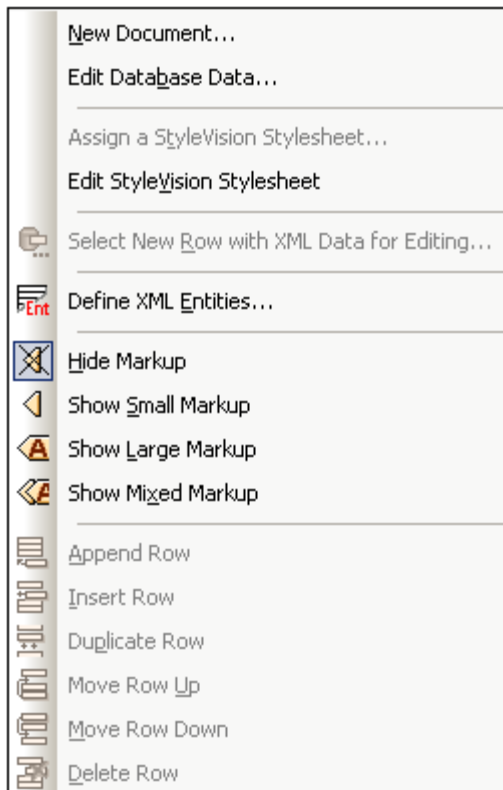 New Document...
Edit Database Data...
Assign a StyleVision Stylesheet...
Edit StyleVision Stylesheet
Select New Row with XML Data for Editing...
Ent Define XML Entities...
Hide Markup
Show Small Markup
A Show Large Markup
A Show Mixed Markup
Append Row
Insert Row
Duplicate Row
Move Row Up
Move Row Down
Delete Row